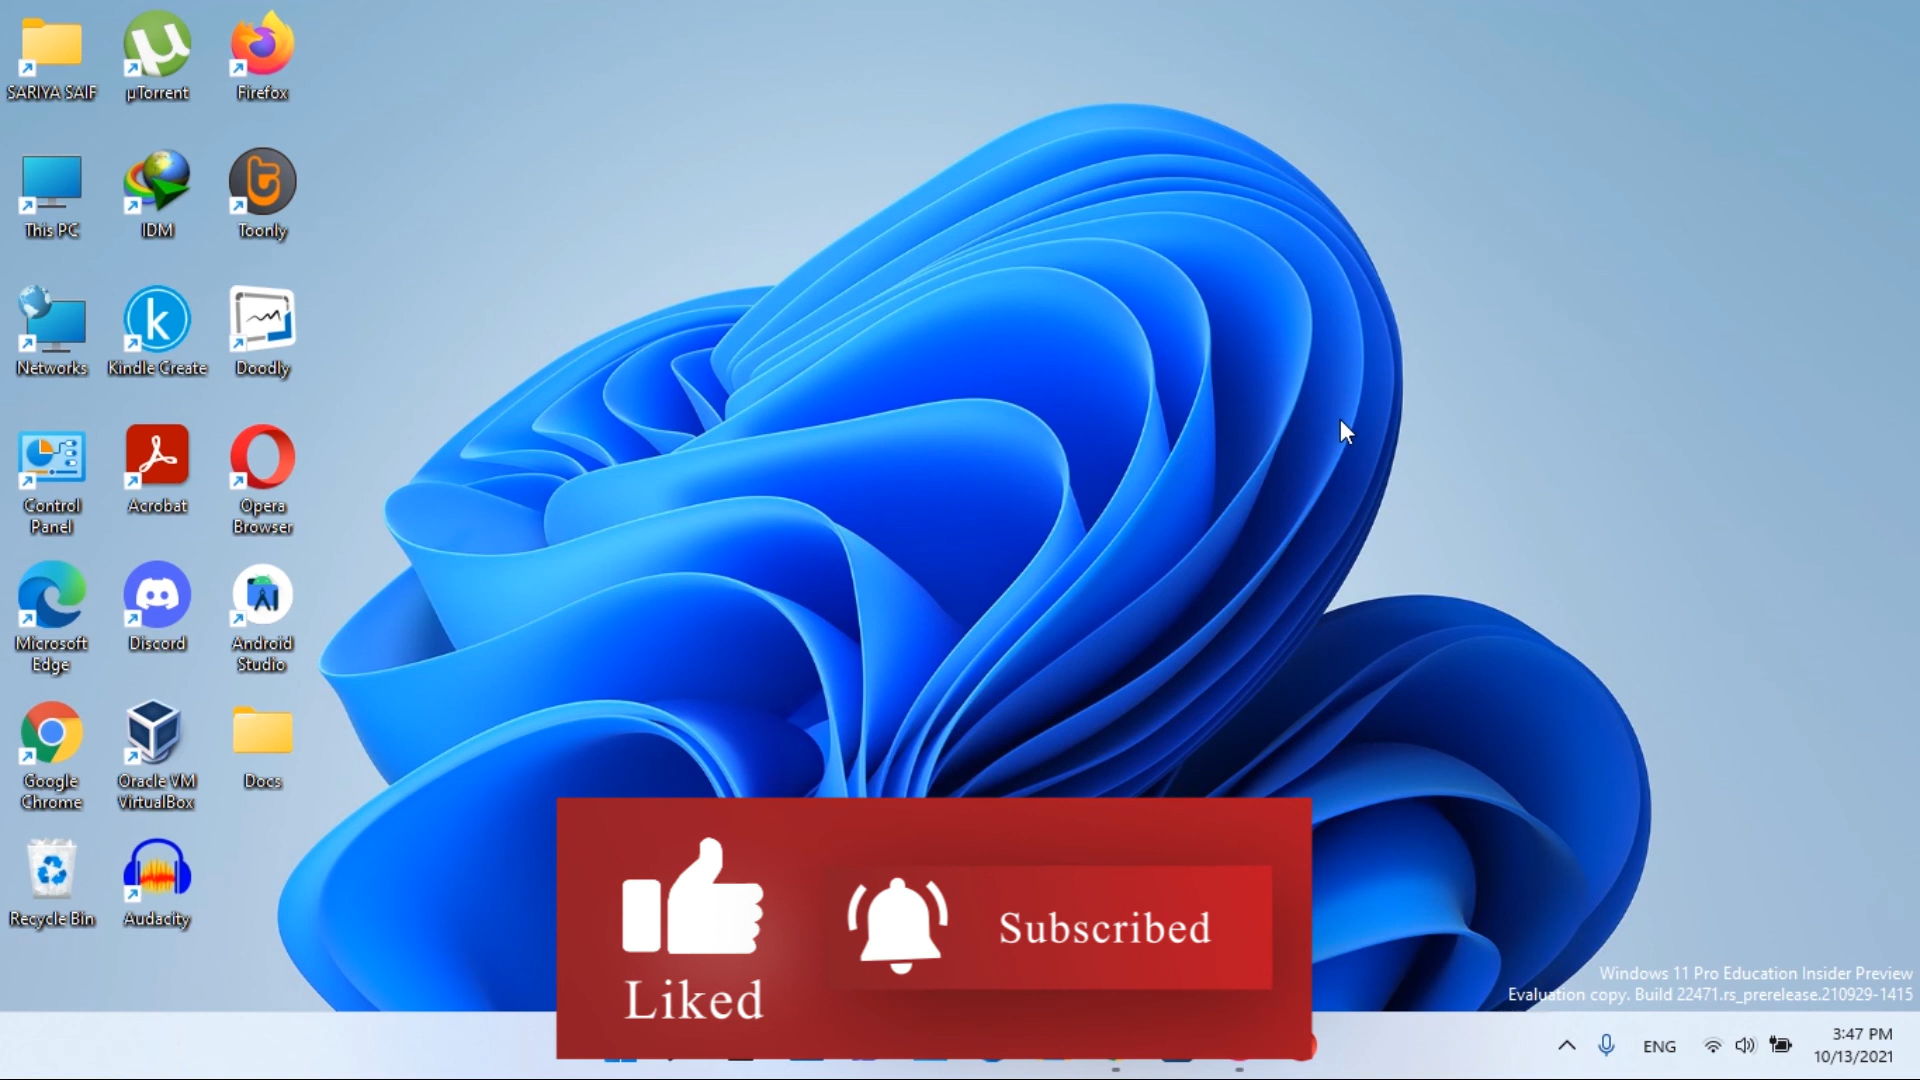 SARIYA SAIF
µTorrent
Firefox
This PC
IDM
Toonly
Networks
Kindle Create
Doodly
Control
Panel
Acrobat
Opera
Browser
Microsoft
Edge
Discord
Android
Studio
Google
Chrome
Oracle VM
VirtualBox
Docs
Recycle Bin
Audacity
Liked
Subscribed
Windows 11 Pro Education Insider Preview
Evaluation copy. Build 22471.rs_prerelease.210929-1415
ENG
3:47 PM
10/13/2021